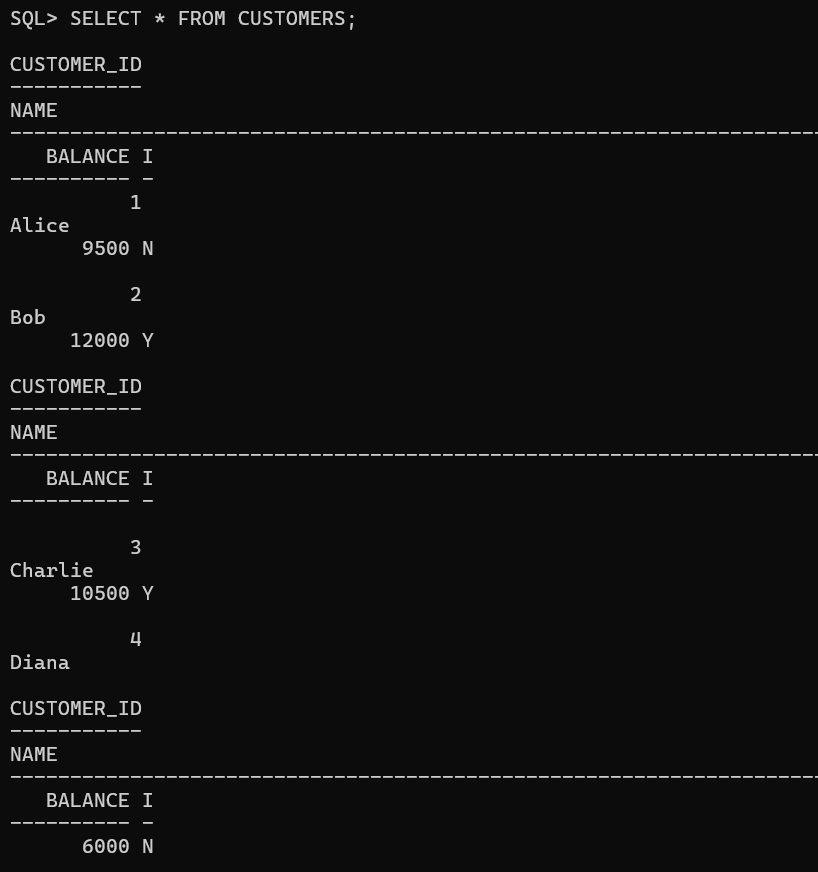 SQL> SELECT * FROM CUSTOMERS;

CUSTOMER_ID
-----------
NAME
--------------------------------------------------------------------
   BALANCE I
---------- -
          1
Alice
      9500 N

          2
Bob
     12000 Y

CUSTOMER_ID
-----------
NAME
--------------------------------------------------------------------
   BALANCE I
---------- -

          3
Charlie
     10500 Y

          4
Diana

CUSTOMER_ID
-----------
NAME
--------------------------------------------------------------------
   BALANCE I
---------- -
      6000 N